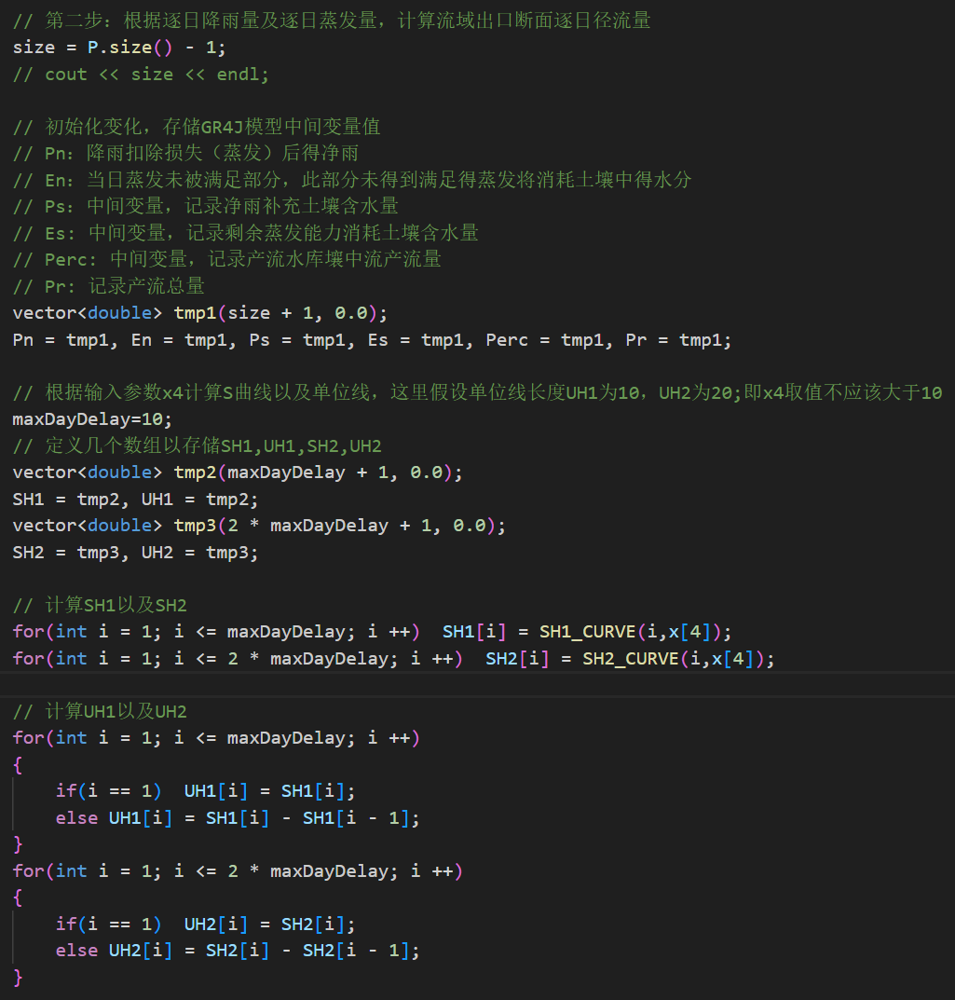 // 第二步：根据逐日降雨量及逐日蒸发量，计算流域出口断面逐日径流量
size = P.size() - 1;
// cout << size << endl;
// 初始化变化，存储GR4J模型中间变量值
// Pn：降雨扣除损失（蒸发）后得净雨
// En：当日蒸发未被满足部分，此部分未得到满足得蒸发将消耗土壤中得水分
// Ps：中间变量，记录净雨补充土壤含水量
// Es: 中间变量，记录剩余蒸发能力消耗土壤含水量
// Perc: 中间变量，记录产流水库壤中流产流量
// Pr: 记录产流总量
vector<double> tmp1(size + 1, 0.0);
Pn = tmp1, En = tmp1, Ps = tmp1, Es = tmp1, Perc = tmp1, Pr = tmp1;
// 根据输入参数x4计算S曲线以及单位线，这里假设单位线长度UH1为10，UH2为20;即x4取值不应该大于10
maxDayDelay=10;
// 定义几个数组以存储SH1,UH1,SH2,UH2
vector<double> tmp2(maxDayDelay + 1, 0.0);
SH1 = tmp2, UH1 = tmp2;
vector<double> tmp3(2 * maxDayDelay + 1, 0.0);
SH2 = tmp3, UH2 = tmp3;
// 计算SH1以及SH2
for(int i = 1; i <= maxDayDelay; i ++)  SH1[i] = SH1_CURVE(i,x[4]);
for(int i = 1; i <= 2 * maxDayDelay; i ++)  SH2[i] = SH2_CURVE(i,x[4]);
// 计算UH1以及UH2
for(int i = 1; i <= maxDayDelay; i ++)
{
    if(i == 1)  UH1[i] = SH1[i];
    else UH1[i] = SH1[i] - SH1[i - 1];
}
for(int i = 1; i <= 2 * maxDayDelay; i ++)
{
    if(i == 1)  UH2[i] = SH2[i];
    else UH2[i] = SH2[i] - SH2[i - 1];
}